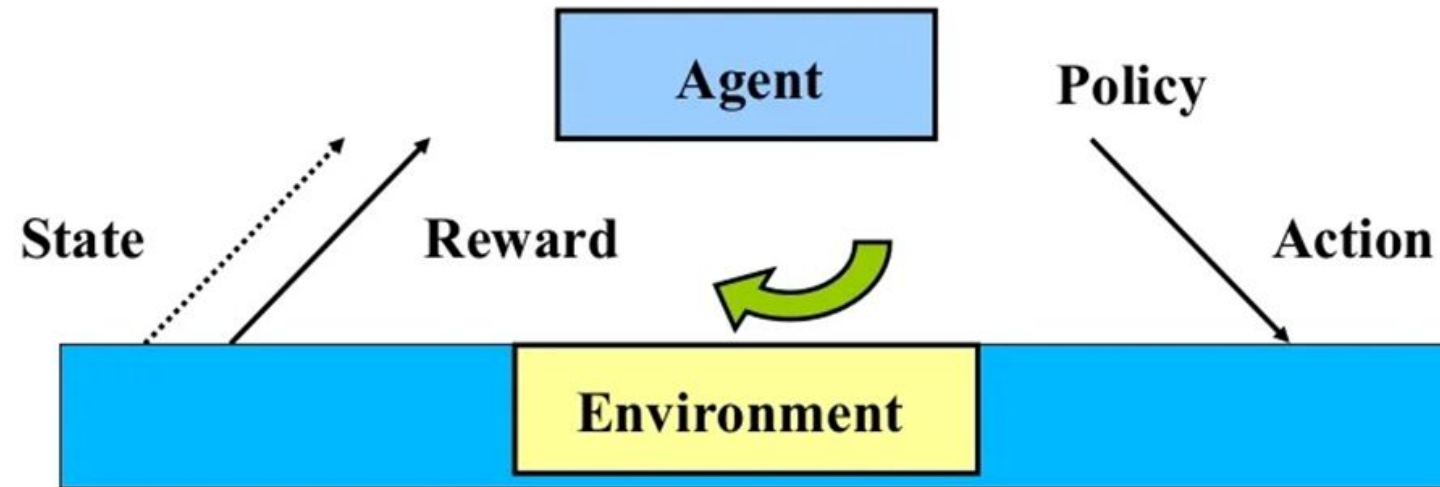 Agent
Policy
State
Reward
Action
Environment